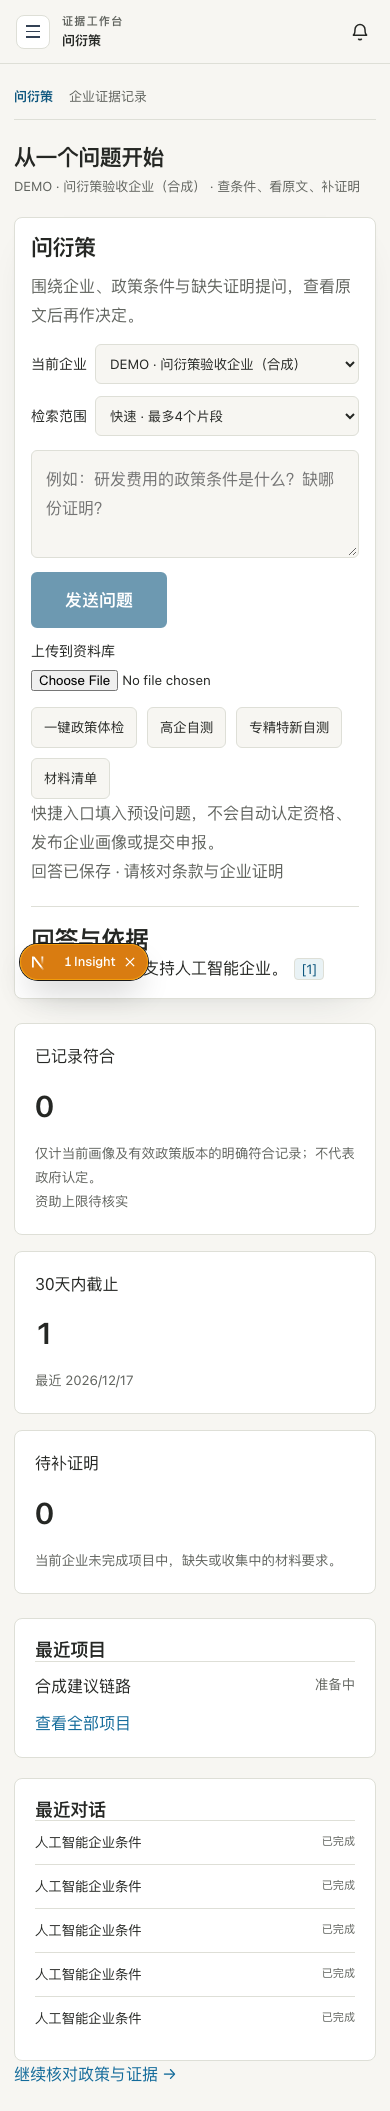 证据工作台
问衍策
问衍策 企业证据记录
从一个问题开始
DEMO · 问衍策验收企业（合成） · 查条件、看原文、补证明
问衍策
围绕企业、政策条件与缺失证明提问，查看原
文后再作决定。
当前企业 DEMO · 问衍策验收企业（合成）
检索范围 快速 · 最多4个片段
例如：研发费用的政策条件是什么？缺哪
份证明？
发送问题
上传到资料库
Choose File No file chosen
一键政策体检 高企自测 专精特新自测
材料清单
快捷入口填入预设问题，不会自动认定资格、
发布企业画像或提交申报。
回答已保存 · 请核对条款与企业证明
回答与依据
支持人工智能企业。 [1]
N 1 Insight ×
已记录符合
0
仅计当前画像及有效政策版本的明确符合记录；不代表
政府认定。
资助上限待核实
30天内截止
1
最近 2026/12/17
待补证明
0
当前企业未完成项目中，缺失或收集中的材料要求。
最近项目
合成建议链路 准备中
查看全部项目
最近对话
人工智能企业条件 已完成
人工智能企业条件 已完成
人工智能企业条件 已完成
人工智能企业条件 已完成
人工智能企业条件 已完成
继续核对政策与证据 →